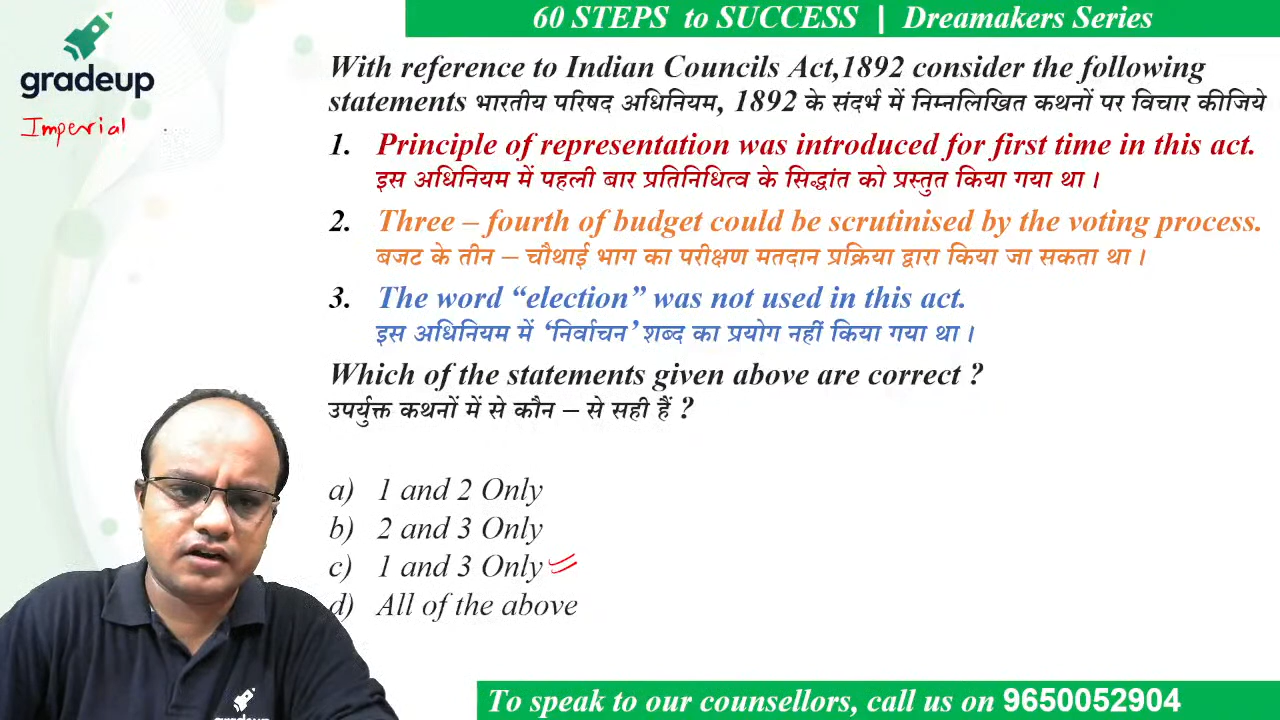 60 STEPS to SUCCESS | Dreamakers Series
gradeup
Imperial
With reference to Indian Councils Act,1892 consider the following
statements भारतीय परिषद अधिनियम, 1892 के संदर्भ में निम्नलिखित कथनों पर विचार कीजिये
1. Principle of representation was introduced for first time in this act.
इस अधिनियम में पहली बार प्रतिनिधित्व के सिद्धांत को प्रस्तुत किया गया था ।
2. Three – fourth of budget could be scrutinised by the voting process.
बजट के तीन – चौथाई भाग का परीक्षण मतदान प्रक्रिया द्वारा किया जा सकता था ।
3. The word “election” was not used in this act.
इस अधिनियम में ‘निर्वाचन’ शब्द का प्रयोग नहीं किया गया था ।
Which of the statements given above are correct ?
उपर्युक्त कथनों में से कौन – से सही हैं ?
a) 1 and 2 Only
b) 2 and 3 Only
c) 1 and 3 Only
d) All of the above
gradeup
To speak to our counsellors, call us on 9650052904